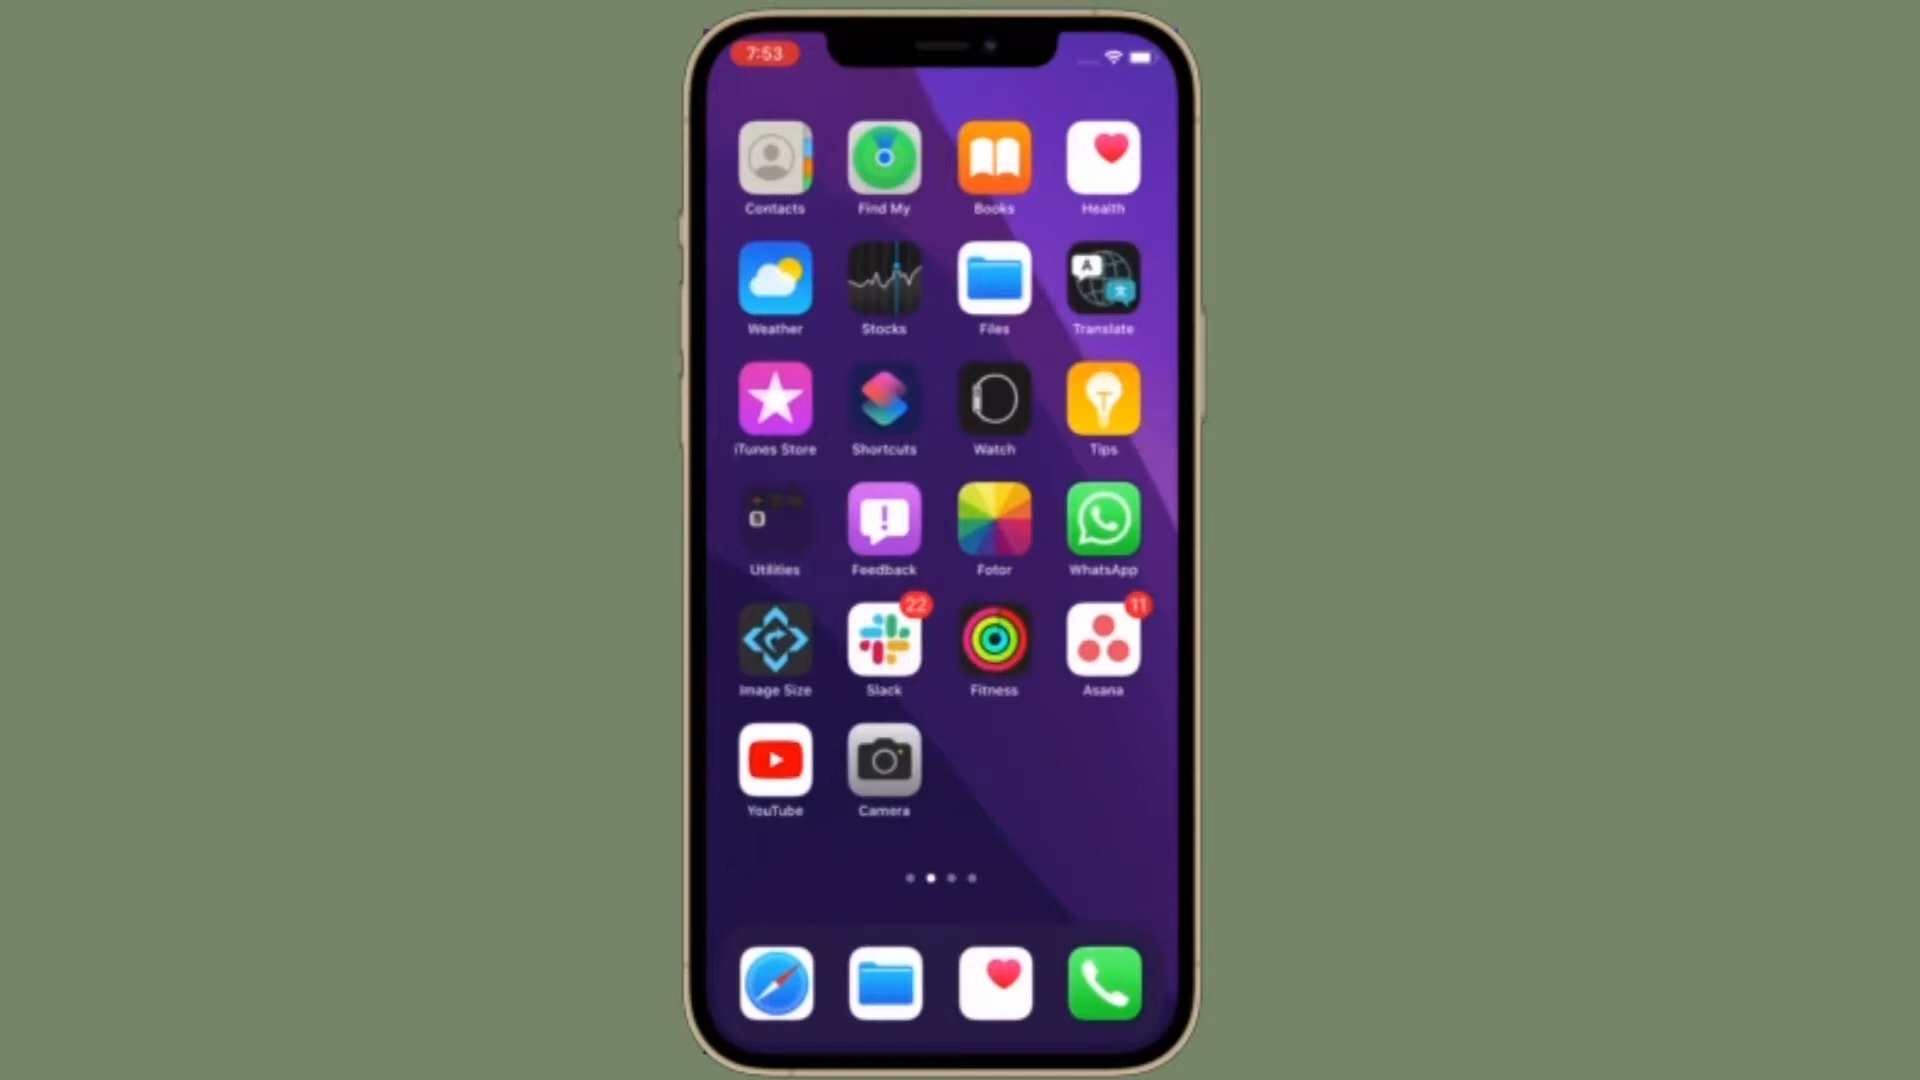 7:53
Contacts Find My Books Health
Weather Stocks Files Translate
iTunes Store Shortcuts Watch Tips
Utilities Feedback Fotor WhatsApp
22 11
Image Size Slack Fitness Asana
YouTube Camera